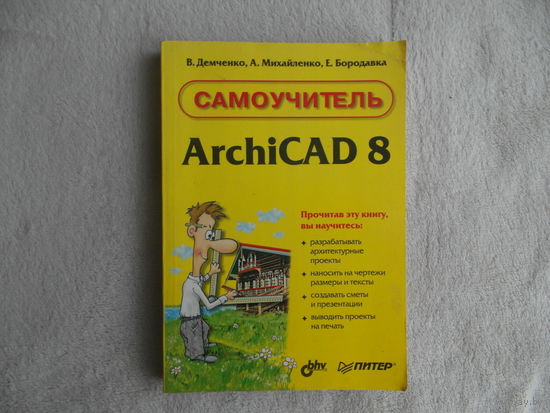 В. Демченко, А. Михайленко, Е. Бородавка
САМОУЧИТЕЛЬ
ArchiCAD 8
Прочитав эту книгу,
вы научитесь:
разрабатывать
архитектурные
проекты
наносить на чертежи
размеры и тексты
создавать сметы
и презентации
выводить проекты
на печать
bhv
ПИТЕР®